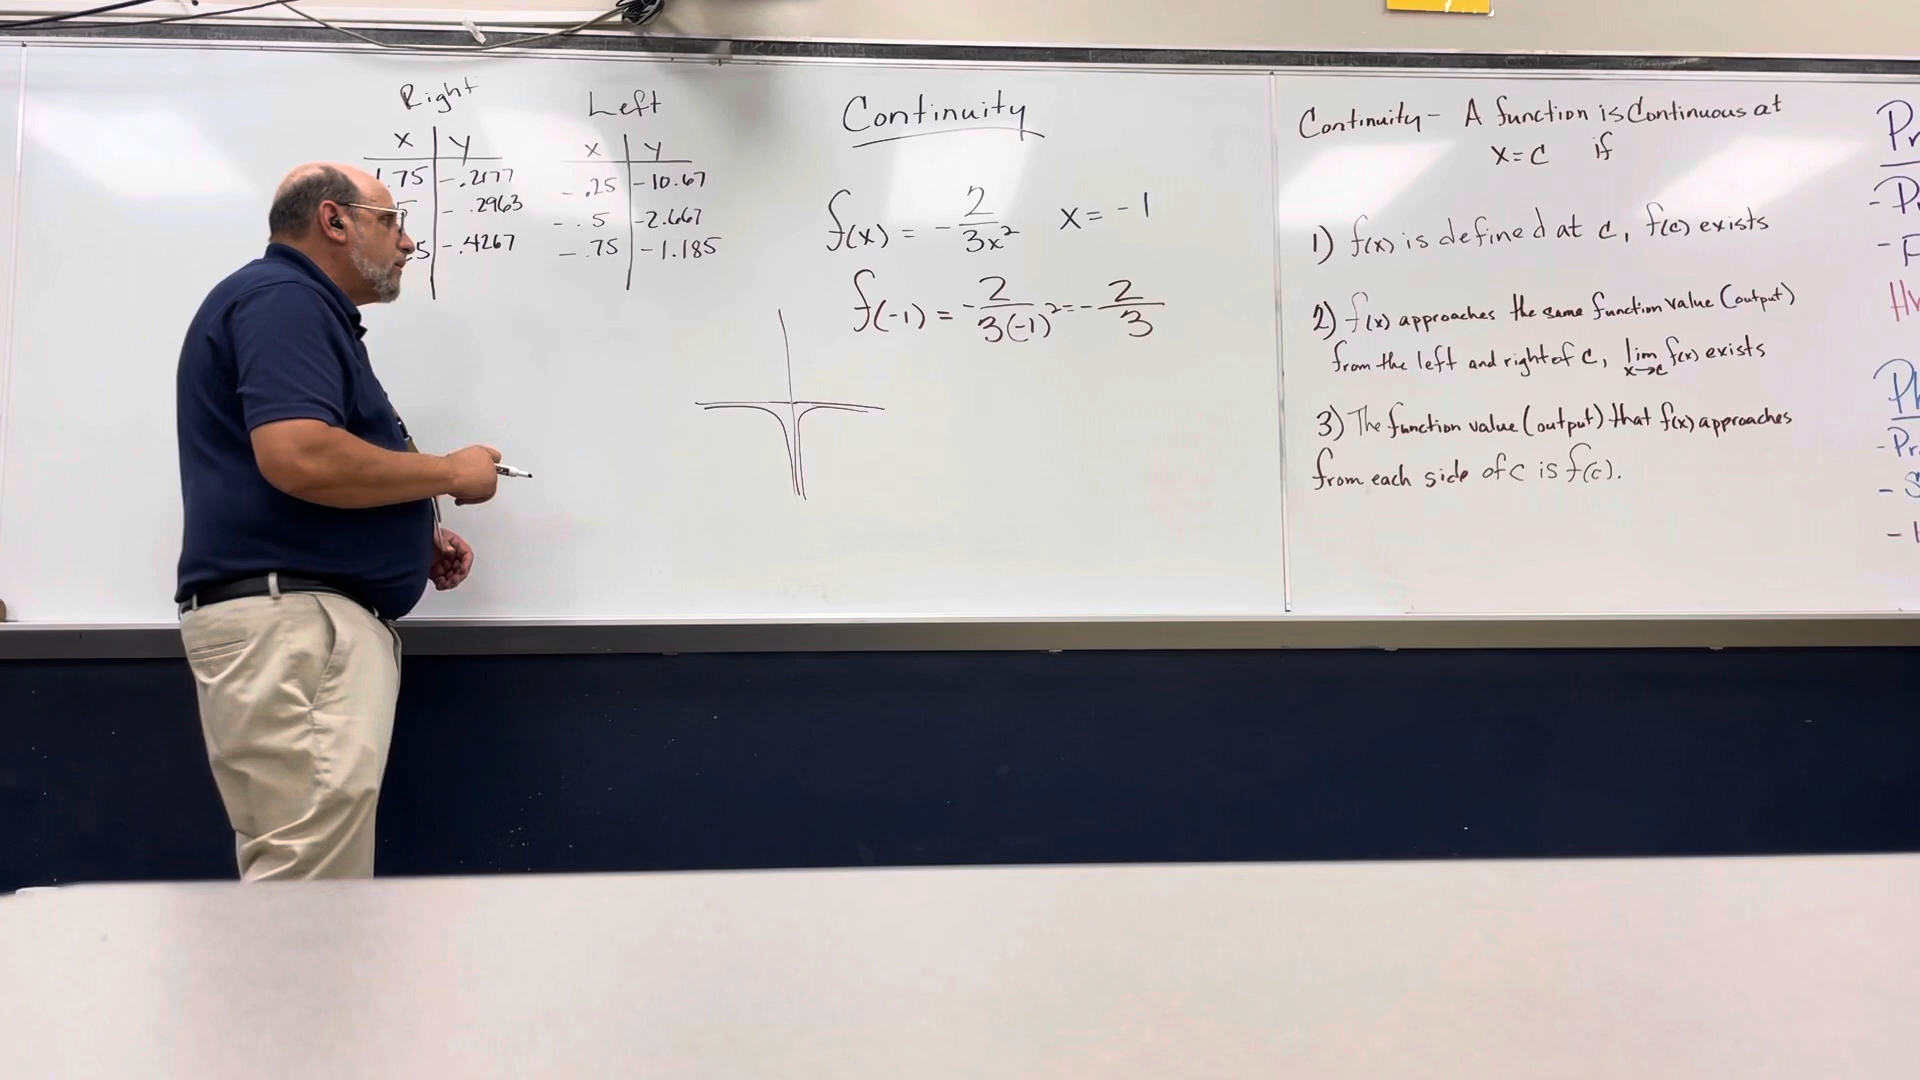 Right
X Y
.75 -.2177
- .2963
5 -.4267
Left
X Y
-.25 -10.67
-.5 -2.667
-.75 -1.185
Continuity
f(x) = - 2/3x² x = -1
f(-1) = -2/3(-1)² = - 2/3
Continuity - A function is continuous at
x = c if
1) f(x) is defined at c, f(c) exists
2) f(x) approaches the same function value (output)
from the left and right of c, lim x→c f(x) exists
3) The function value (output) that f(x) approaches
from each side of c is f(c).